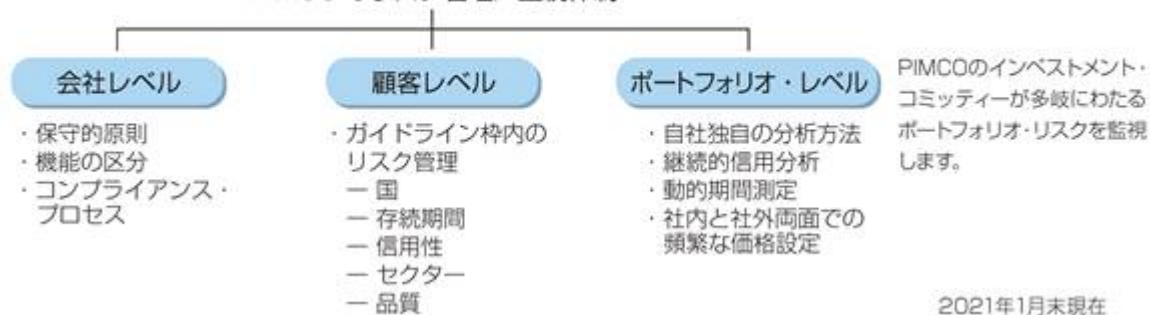 会社レベル
・保守的原則
・機能の区分
・コンプライアンス・
プロセス
顧客レベル
・ガイドライン枠内の
リスク管理
― 国
― 存続期間
― 信用性
― セクター
― 品質
ポートフォリオ・レベル
・自社独自の分析方法
・継続的信用分析
・動的期間測定
・社内と社外両面での
頻繁な価格設定
PIMCOのインベストメント・
コミッティーが多岐にわたる
ポートフォリオ・リスクを監視
します。
2021年1月末現在